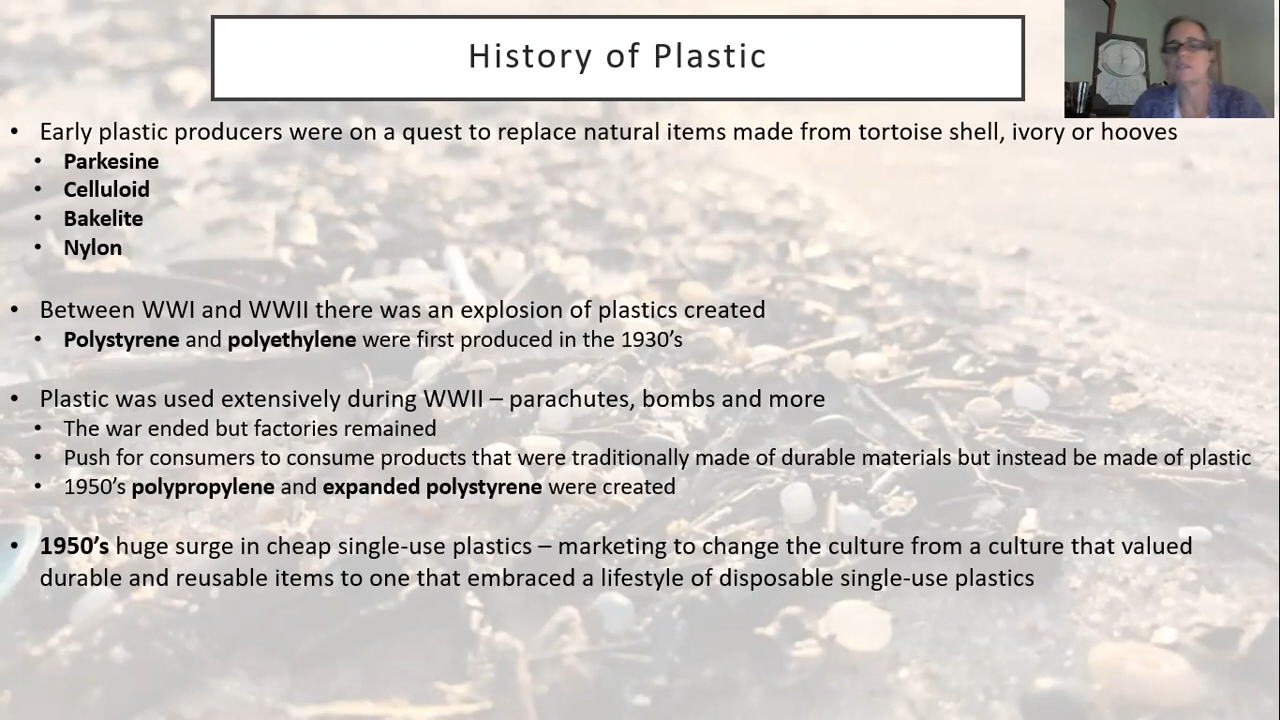 History of Plastic
• Early plastic producers were on a quest to replace natural items made from tortoise shell, ivory or hooves
• Parkesine
• Celluloid
• Bakelite
• Nylon
• Between WWI and WWII there was an explosion of plastics created
• Polystyrene and polyethylene were first produced in the 1930’s
• Plastic was used extensively during WWII – parachutes, bombs and more
• The war ended but factories remained
• Push for consumers to consume products that were traditionally made of durable materials but instead be made of plastic
• 1950’s polypropylene and expanded polystyrene were created
• 1950’s huge surge in cheap single-use plastics – marketing to change the culture from a culture that valued
durable and reusable items to one that embraced a lifestyle of disposable single-use plastics